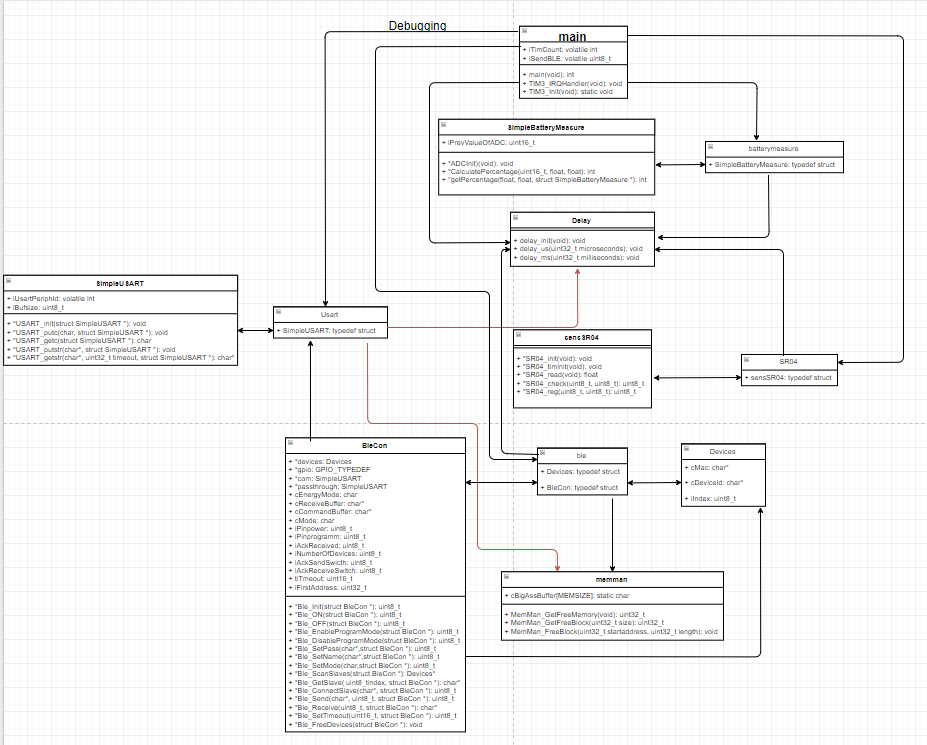 Debugging
main
+ iTimCount: volatile int
+ iSendBLE: volatile uint8_t
+ main(void): int
+ TIM3_IRQHandler(void): void
+ TIM3_Init(void): static void
SimpleBatteryMeasure
+ iPrevValueOfADC: uint16_t
+ *ADCInit)(void): void
+ *CalculatePercentage(uint16_t, float, float): int
+ *getPercentage(float, float, struct SimpleBatteryMeasure *): int
batterymeasure
+ SimpleBatteryMeasure: typedef struct
Delay
+ delay_init(void): void
+ delay_us(uint32_t microseconds): void
+ delay_ms(uint32_t milliseconds): void
SimpleUSART
+ iUsartPeriphId: volatile int
+ iBufsize: uint8_t
+ *USART_init(struct SimpleUSART *): void
+ *USART_putc(char, struct SimpleUSART *): void
+ *USART_getc(struct SimpleUSART *): char
+ *USART_putstr(char*, struct SimpleUSART *): void
+ *USART_getstr(char*, uint32_t timeout, struct SimpleUSART *): char*
Usart
+ SimpleUSART: typedef struct
sensSR04
+ *SR04_init(void): void
+ *SR04_timinit(void): void
+ *SR04_read(void): float
+ *SR04_check(uint8_t, uint8_t): uint8_t
+ *SR04_reg(uint8_t, uint8_t): uint8_t
SR04
+ sensSR04: typedef struct
BleCon
+ *devices: Devices
+ *gpio: GPIO_TYPEDEF
+ *com: SimpleUSART
+ *passthrough: SimpleUSART
+ cEnergyMode: char
+ cReceiveBuffer: char*
+ cCommandBuffer: char*
+ cMode: char
+ iPinpower: uint8_t
+ iPinprogramm: uint8_t
+ iAckReceived: uint8_t
+ iNumberOfDevices: uint8_t
+ iAckSendSwicth: uint8_t
+ iAckReceiveSwitch: uint8_t
+ tiTmeout: uint16_t
+ iFirstAddress: uint32_t
+ *Ble_Init(struct BleCon *): uint8_t
+ *Ble_ON(struct BleCon *): uint8_t
+ *Ble_OFF(struct BleCon *): uint8_t
+ *Ble_EnableProgramMode(struct BleCon *): uint8_t
+ *Ble_DisableProgramMode(struct BleCon *): uint8_t
+ *Ble_SetPass(char*,struct BleCon *): uint8_t
+ *Ble_SetName(char*,struct BleCon *): uint8_t
+ *Ble_SetMode(char,struct BleCon *): uint8_t
+ *Ble_ScanSlaves(struct BleCon *): Devices*
+ *Ble_GetSlave( uint8_tindex, struct BleCon *): char*
+ *Ble_ConnectSlave(char*, struct BleCon *): uint8_t
+ *Ble_Send(char*, uint8_t, struct BleCon *): uint8_t
+ *Ble_Receive(uint8_t, struct BleCon *): char*
+ *Ble_SetTimeout(uint16_t, struct BleCon *): uint8_t
+ *Ble_FreeDevices(struct BleCon *): void
ble
+ Devices: typedef struct
+ BleCon: typedef struct
Devices
+ cMac: char*
+ cDeviceId: char*
+ iIndex: uint8_t
memman
+ cBigAssBuffer[MEMSIZE]: static char
+ MemMan_GetFreeMemory(void): uint32_t
+ MemMan_GetFreeBlock(uint32_t size): uint32_t
+ MemMan_FreeBlock(uint32_t startaddress, uint32_t length): void